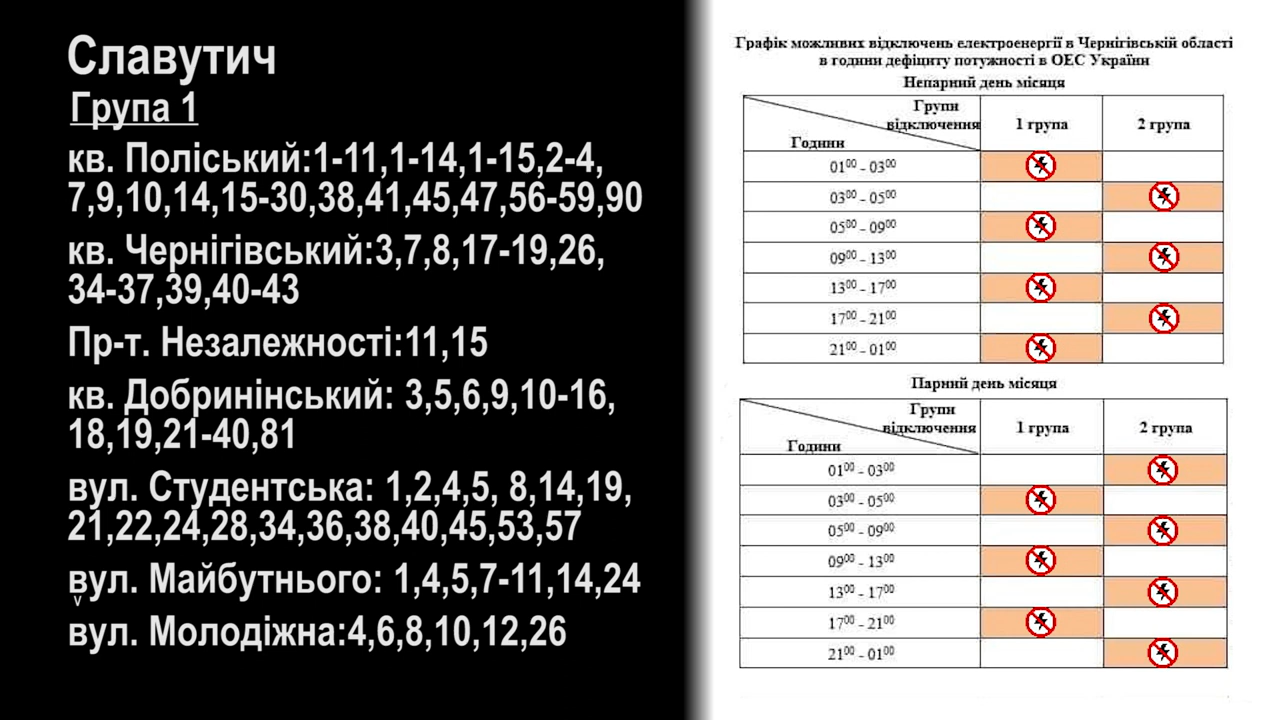 Славутич
Група 1
кв. Поліський:1-11,1-14,1-15,2-4,
7,9,10,14,15-30,38,41,45,47,56-59,90
кв. Чернігівський:3,7,8,17-19,26,
34-37,39,40-43
Пр-т. Незалежності:11,15
кв. Добринінський: 3,5,6,9,10-16,
18,19,21-40,81
вул. Студентська: 1,2,4,5, 8,14,19,
21,22,24,28,34,36,38,40,45,53,57
вул. Майбутнього: 1,4,5,7-11,14,24
v
вул. Молодіжна:4,6,8,10,12,26
Графік можливих відключень електроенергії в Чернігівській області
в години дефіциту потужності в ОЕС України
Непарний день місяця
Групи
відключення
Години
1 група
2 група
01⁰⁰ - 03⁰⁰
03⁰⁰ - 05⁰⁰
05⁰⁰ - 09⁰⁰
09⁰⁰ - 13⁰⁰
13⁰⁰ - 17⁰⁰
17⁰⁰ - 21⁰⁰
21⁰⁰ - 01⁰⁰
Парний день місяця
Групи
відключення
Години
1 група
2 група
01⁰⁰ - 03⁰⁰
03⁰⁰ - 05⁰⁰
05⁰⁰ - 09⁰⁰
09⁰⁰ - 13⁰⁰
13⁰⁰ - 17⁰⁰
17⁰⁰ - 21⁰⁰
21⁰⁰ - 01⁰⁰